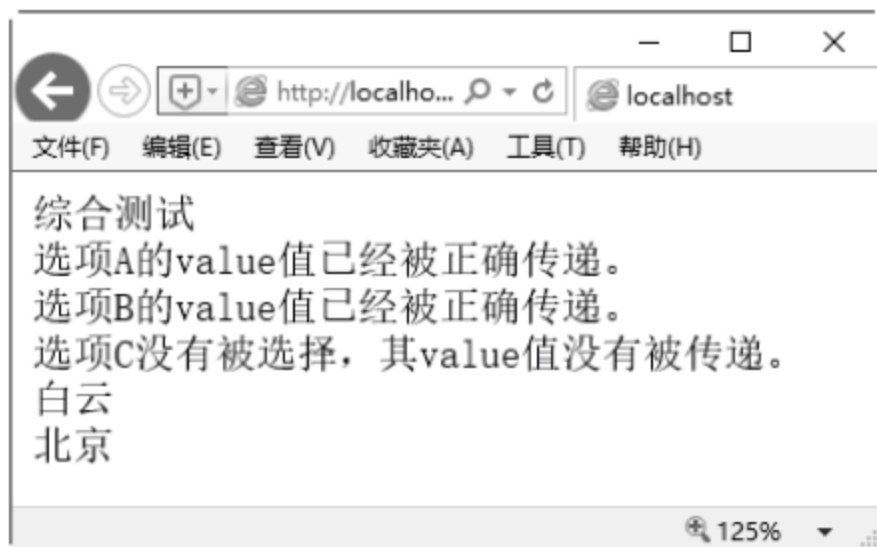 http://localho... localhost
文件(F) 编辑(E) 查看(V) 收藏夹(A) 工具(T) 帮助(H)
综合测试
选项A的value值已经被正确传递。
选项B的value值已经被正确传递。
选项C没有被选择，其value值没有被传递。
白云
北京
125%